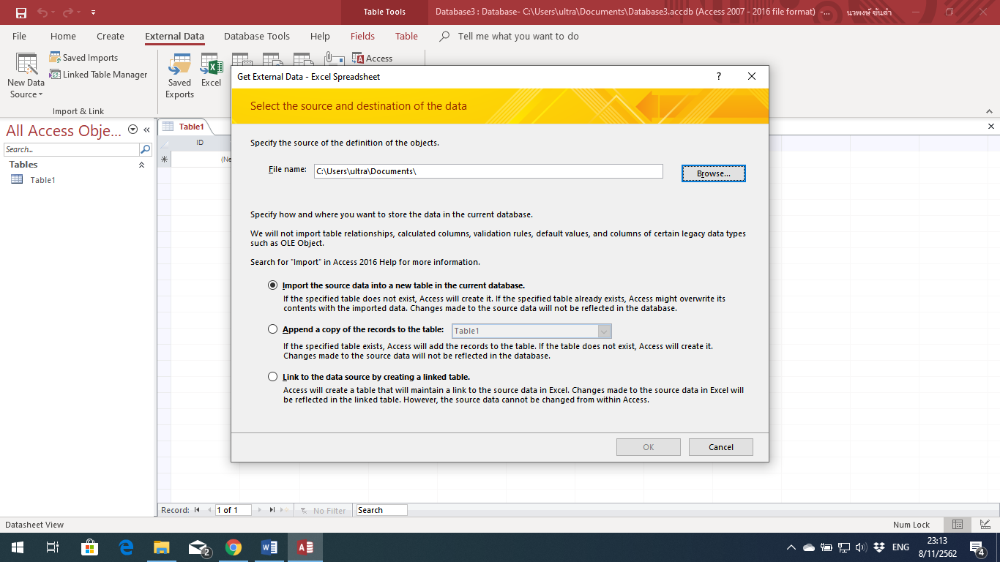 Table Tools
Database3 : Database- C:\Users\ultra\Documents\Database3.accdb (Access 2007 - 2016 file format) -...
นวพงษ์ ขันคำ
File Home Create External Data Database Tools Help Fields Table Tell me what you want to do
New Data Source
Saved Imports
Linked Table Manager
Import & Link
Saved Exports
Excel
Access
Get External Data - Excel Spreadsheet ?
Select the source and destination of the data
Specify the source of the definition of the objects.
File name: C:\Users\ultra\Documents\ Browse...
Specify how and where you want to store the data in the current database.
We will not import table relationships, calculated columns, validation rules, default values, and columns of certain legacy data types
such as OLE Object.
Search for "Import" in Access 2016 Help for more information.
Import the source data into a new table in the current database.
If the specified table does not exist, Access will create it. If the specified table already exists, Access might overwrite its
contents with the imported data. Changes made to the source data will not be reflected in the database.
Append a copy of the records to the table: Table1
If the specified table exists, Access will add the records to the table. If the table does not exist, Access will create it.
Changes made to the source data will not be reflected in the database.
Link to the data source by creating a linked table.
Access will create a table that will maintain a link to the source data in Excel. Changes made to the source data in Excel will
be reflected in the linked table. However, the source data cannot be changed from within Access.
OK Cancel
All Access Obje...
Search...
Tables
Table1
Table1
ID
(Ne
Record: 1 of 1 No Filter Search
Datasheet View Num Lock
2
ENG
23:13
8/11/2562
4